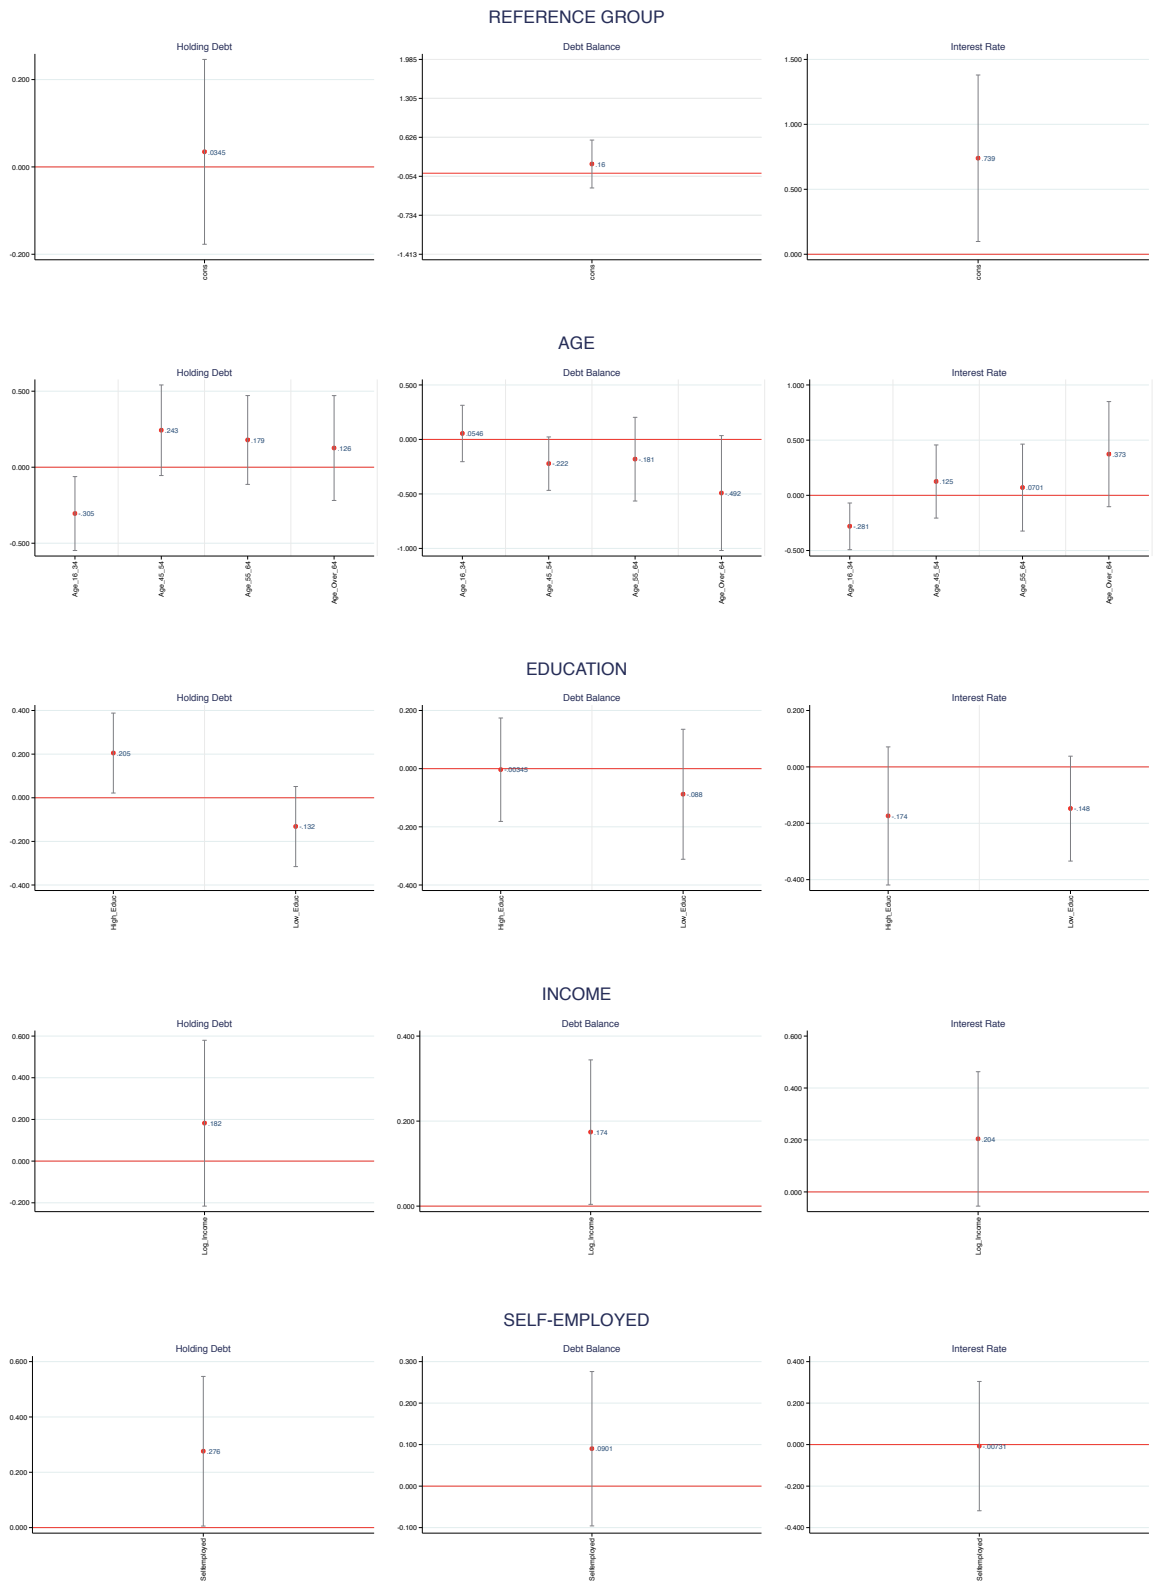 REFERENCE GROUP
Holding Debt
0.200
0.000
-0.200
.0345
cons
Debt Balance
1.985
1.305
0.626
-0.054
-0.734
-1.413
.16
cons
Interest Rate
1.500
1.000
0.500
0.000
.739
cons
AGE
Holding Debt
0.500
0.000
-0.500
-.305
.243
.179
.126
Age_16_34
Age_45_54
Age_55_64
Age_Over_64
Debt Balance
0.500
0.000
-0.500
-1.000
.0546
-.222
-.181
-.492
Age_16_34
Age_45_54
Age_55_64
Age_Over_64
Interest Rate
1.000
0.500
0.000
-0.500
-.281
.125
.0701
.373
Age_16_34
Age_45_54
Age_55_64
Age_Over_64
EDUCATION
Holding Debt
0.400
0.200
0.000
-0.200
-0.400
.205
-.132
High_Educ
Low_Educ
Debt Balance
0.200
0.000
-0.200
-0.400
-.00345
-.088
High_Educ
Low_Educ
Interest Rate
0.200
0.000
-0.200
-0.400
-.174
-.148
High_Educ
Low_Educ
INCOME
Holding Debt
0.600
0.400
0.200
0.000
-0.200
.182
Log_Income
Debt Balance
0.400
0.200
0.000
.174
Log_Income
Interest Rate
0.600
0.400
0.200
0.000
.204
Log_Income
SELF-EMPLOYED
Holding Debt
0.600
0.400
0.200
0.000
.276
Selfemployed
Debt Balance
0.300
0.200
0.100
0.000
-0.100
.0901
Selfemployed
Interest Rate
0.400
0.200
0.000
-0.200
-0.400
-.00731
Selfemployed